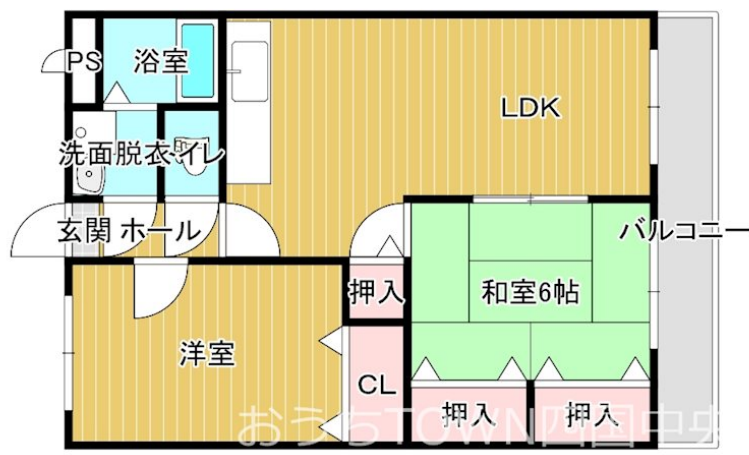 PS
浴室
LDK
洗面脱衣
トイレ
玄関
ホール
バルコニー
押入
和室6帖
洋室
CL
押入
押入
おうちTOWN四国中央